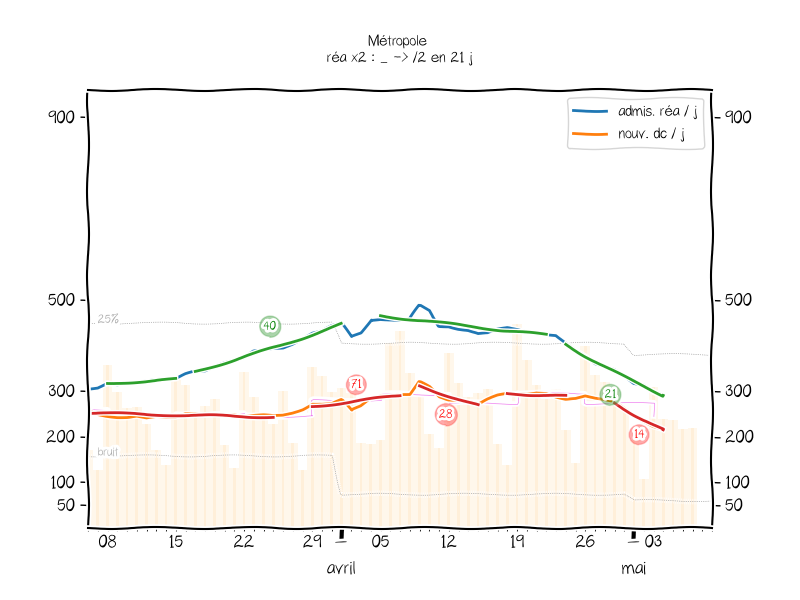 Métropole
réa x2 : _ -> /2 en 21 j
admis. réa / j
nouv. dc / j
900
900
500
500
300
300
200
200
100
100
50
50
25%
bruit
40
71
28
21
14
08 15 22 29 05 12 19 26 03
avril mai